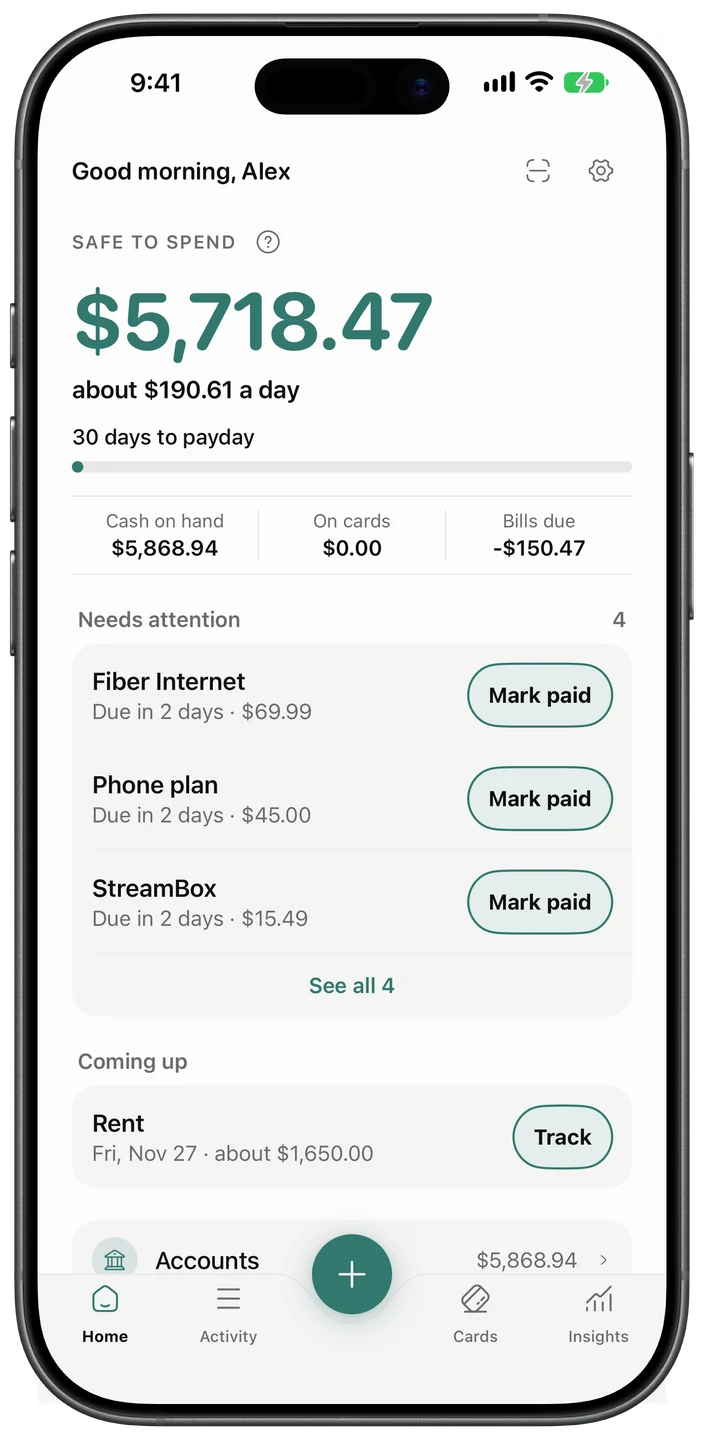 9:41
Good morning, Alex
SAFE TO SPEND ?
$5,718.47
about $190.61 a day
30 days to payday
Cash on hand
$5,868.94
On cards
$0.00
Bills due
-$150.47
Needs attention 4
Fiber Internet
Due in 2 days · $69.99
Mark paid
Phone plan
Due in 2 days · $45.00
Mark paid
StreamBox
Due in 2 days · $15.49
Mark paid
See all 4
Coming up
Rent
Fri, Nov 27 · about $1,650.00
Track
Accounts $5,868.94
Home
Activity
Cards
Insights